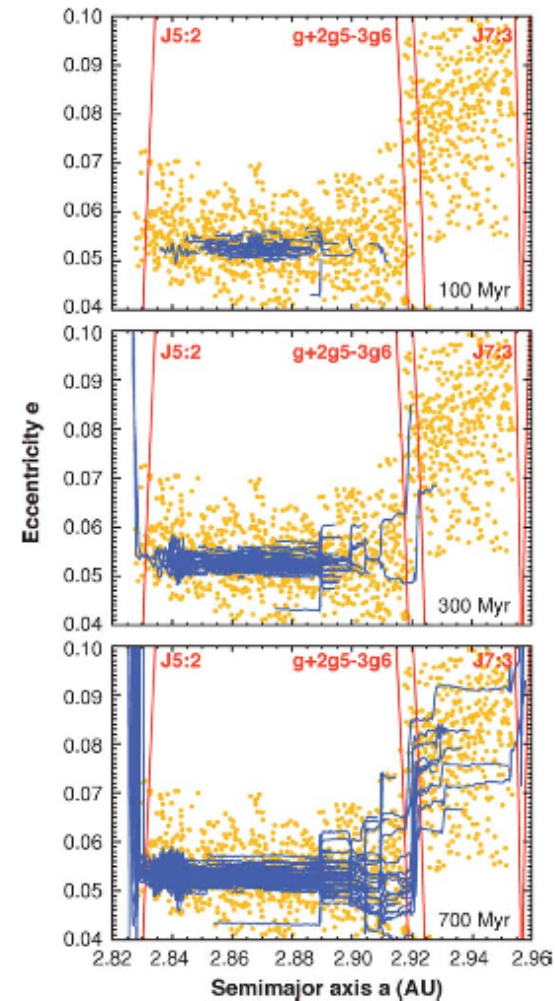 0.10
J5:2 g+2g5-3g6 J7:3
0.09
0.08
0.07
0.06
0.05
0.04
100 Myr
0.10
J5:2 g+2g5-3g6 J7:3
0.09
0.08
0.07
0.06
0.05
0.04
300 Myr
Eccentricity e
0.10
J5:2 g+2g5-3g6 J7:3
0.09
0.08
0.07
0.06
0.05
0.04
700 Myr
2.82 2.84 2.86 2.88 2.90 2.92 2.94 2.96
Semimajor axis a (AU)